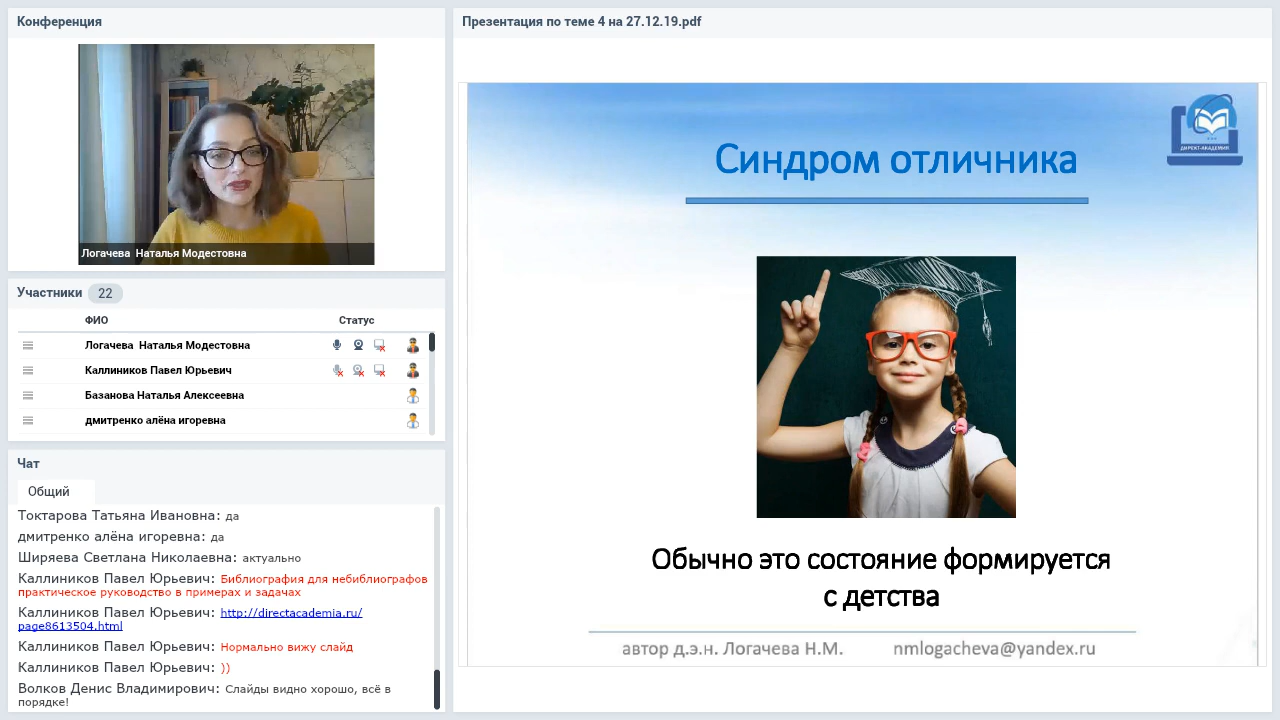 Конференция
Логачева Наталья Модестовна
Участники 22
ФИО Статус
Логачева Наталья Модестовна
Каллиников Павел Юрьевич
Базанова Наталья Алексеевна
дмитренко алёна игоревна
Чат
Общий
Токтарова Татьяна Ивановна: да
дмитренко алёна игоревна: да
Ширяева Светлана Николаевна: актуально
Каллиников Павел Юрьевич: Библиография для небиблиографов
практическое руководство в примерах и задачах
Каллиников Павел Юрьевич: http://directacademia.ru/
page8613504.html
Каллиников Павел Юрьевич: Нормально вижу слайд
Каллиников Павел Юрьевич: ))
Волков Денис Владимирович: Слайды видно хорошо, всё в
порядке!
Презентация по теме 4 на 27.12.19.pdf
ДИРЕКТ-АКАДЕМИЯ
Синдром отличника
Обычно это состояние формируется
с детства
автор д.э.н. Логачева Н.М. nmlogacheva@yandex.ru